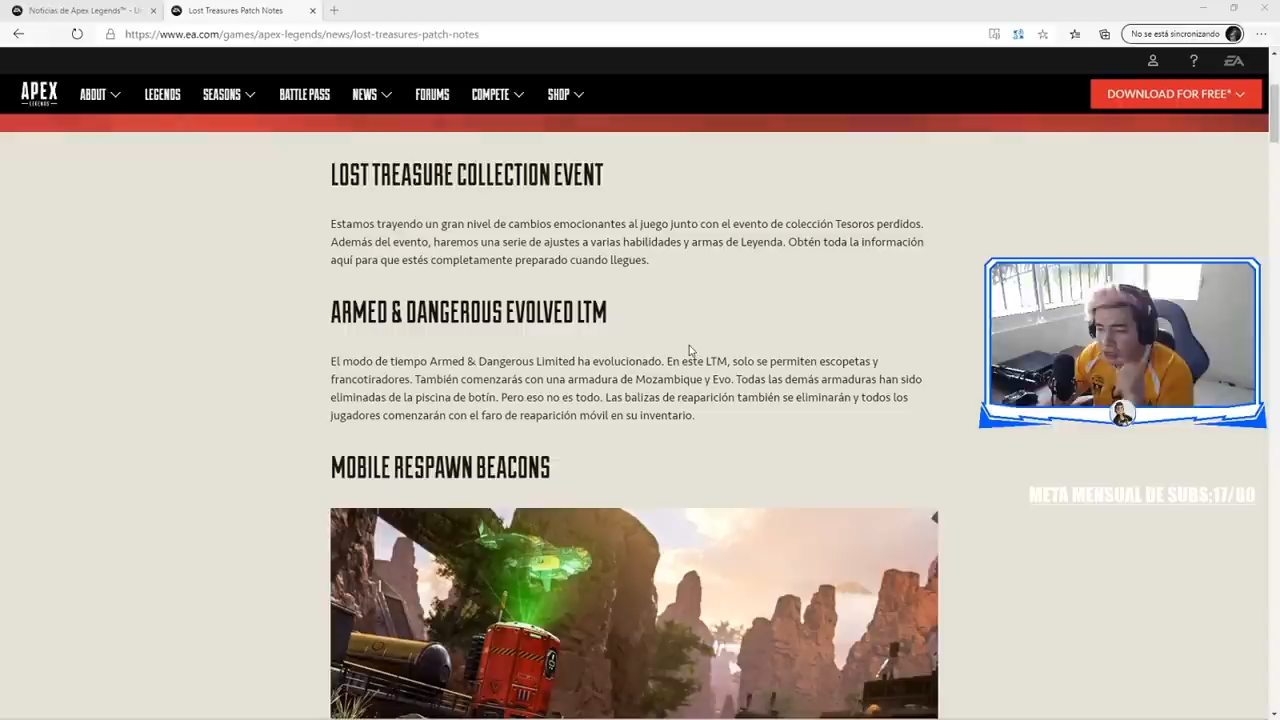 Noticias de Apex Legends™ - U
Lost Treasures Patch Notes
https://www.ea.com/games/apex-legends/news/lost-treasures-patch-notes
No se está sincronizando
EA
APEX
LEGENDS
ABOUT
LEGENDS
SEASONS
BATTLE PASS
NEWS
FORUMS
COMPETE
SHOP
DOWNLOAD FOR FREE*
LOST TREASURE COLLECTION EVENT
Estamos trayendo un gran nivel de cambios emocionantes al juego junto con el evento de colección Tesoros perdidos.
Además del evento, haremos una serie de ajustes a varias habilidades y armas de Leyenda. Obtén toda la información
aquí para que estés completamente preparado cuando llegues.
ARMED & DANGEROUS EVOLVED LTM
El modo de tiempo Armed & Dangerous Limited ha evolucionado. En este LTM, solo se permiten escopetas y
francotiradores. También comenzarás con una armadura de Mozambique y Evo. Todas las demás armaduras han sido
eliminadas de la piscina de botín. Pero eso no es todo. Las balizas de reaparición también se eliminarán y todos los
jugadores comenzarán con el faro de reaparición móvil en su inventario.
MOBILE RESPAWN BEACONS
META MENSUAL DE SUBS:17/80